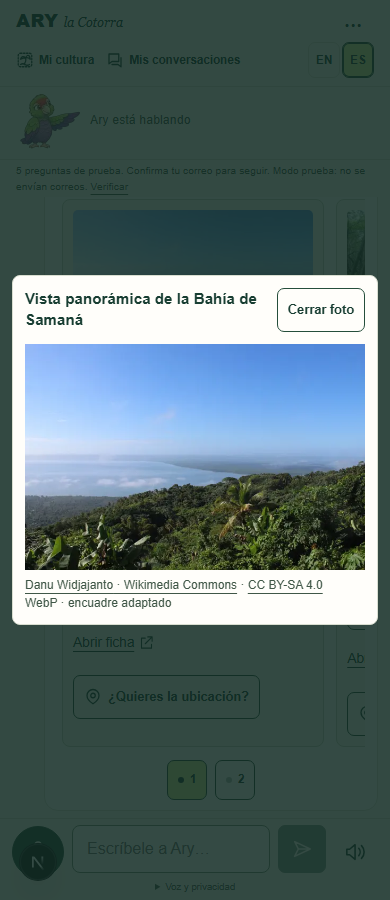 ARY la Cotorra
...
Mi cultura
Mis conversaciones
EN
ES
Ary está hablando
5 preguntas de prueba. Confirma tu correo para seguir. Modo prueba: no se
envían correos. Verificar
Vista panorámica de la Bahía de
Samaná
Cerrar foto
Danu Widjajanto · Wikimedia Commons · CC BY-SA 4.0
WebP · encuadre adaptado
Abrir ficha
Ab
¿Quieres la ubicación?
1
2
N
Escríbele a Ary...
Voz y privacidad